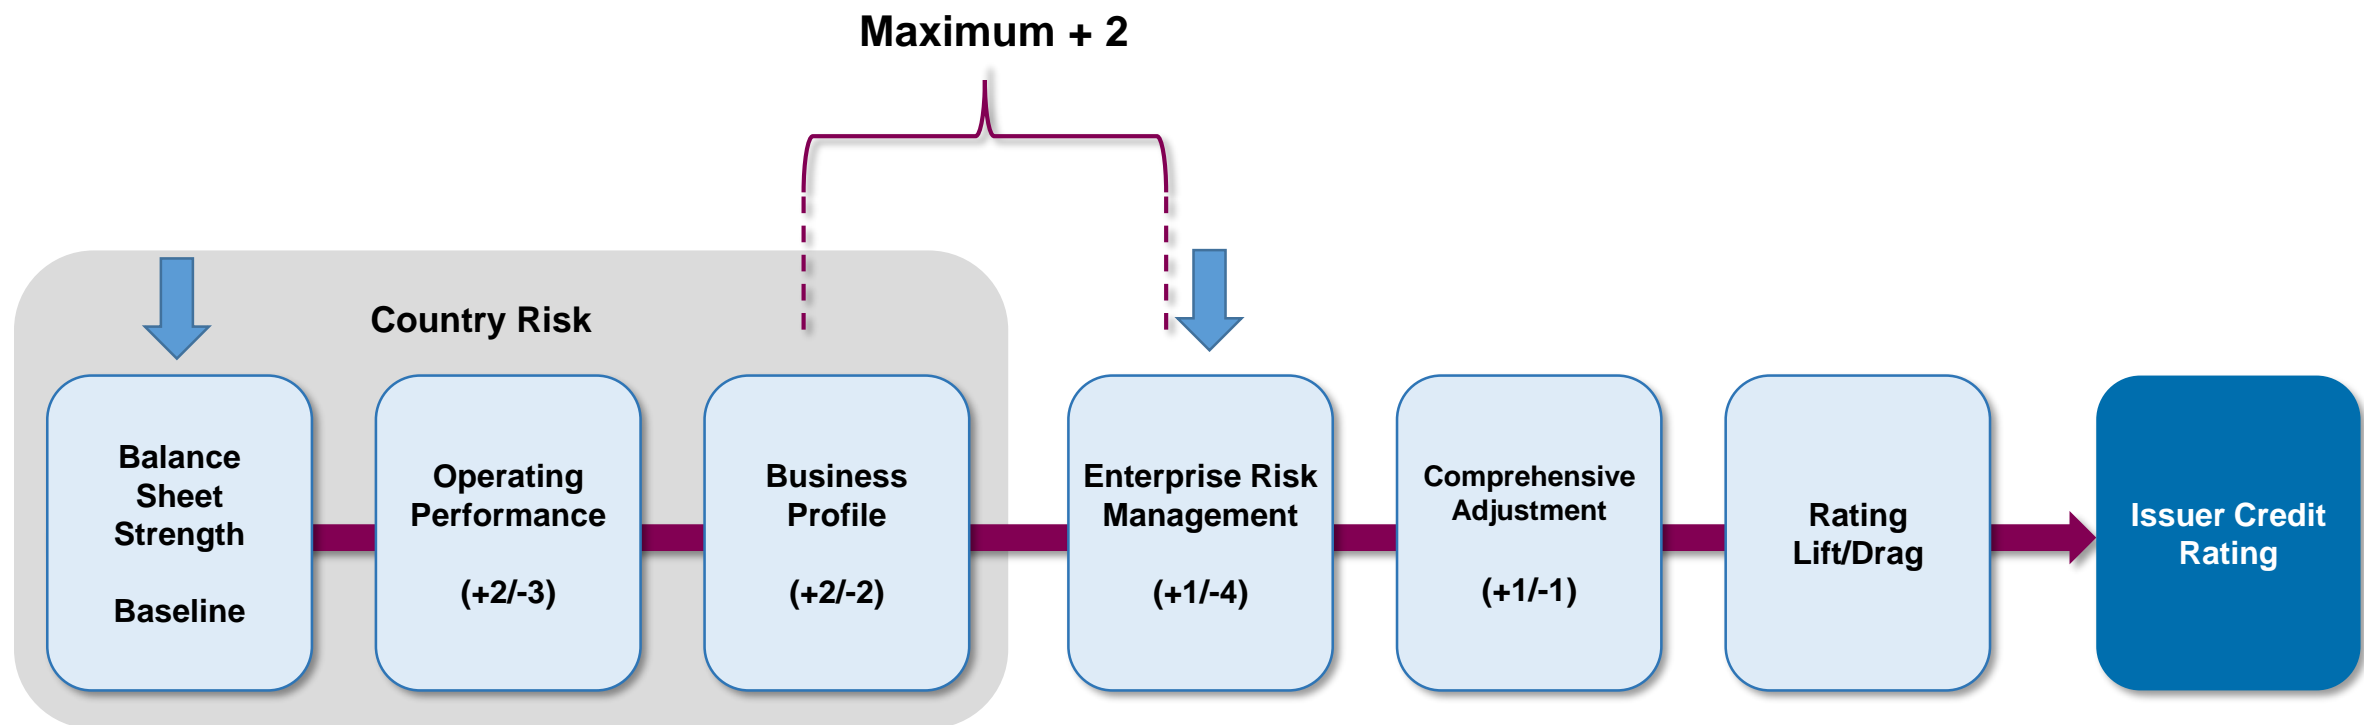 Maximum + 2
Country Risk
Balance
Sheet
Strength
Baseline
Operating
Performance
(+2/-3)
Business
Profile
(+2/-2)
Enterprise Risk
Management
(+1/-4)
Comprehensive
Adjustment
(+1/-1)
Rating
Lift/Drag
Issuer Credit
Rating